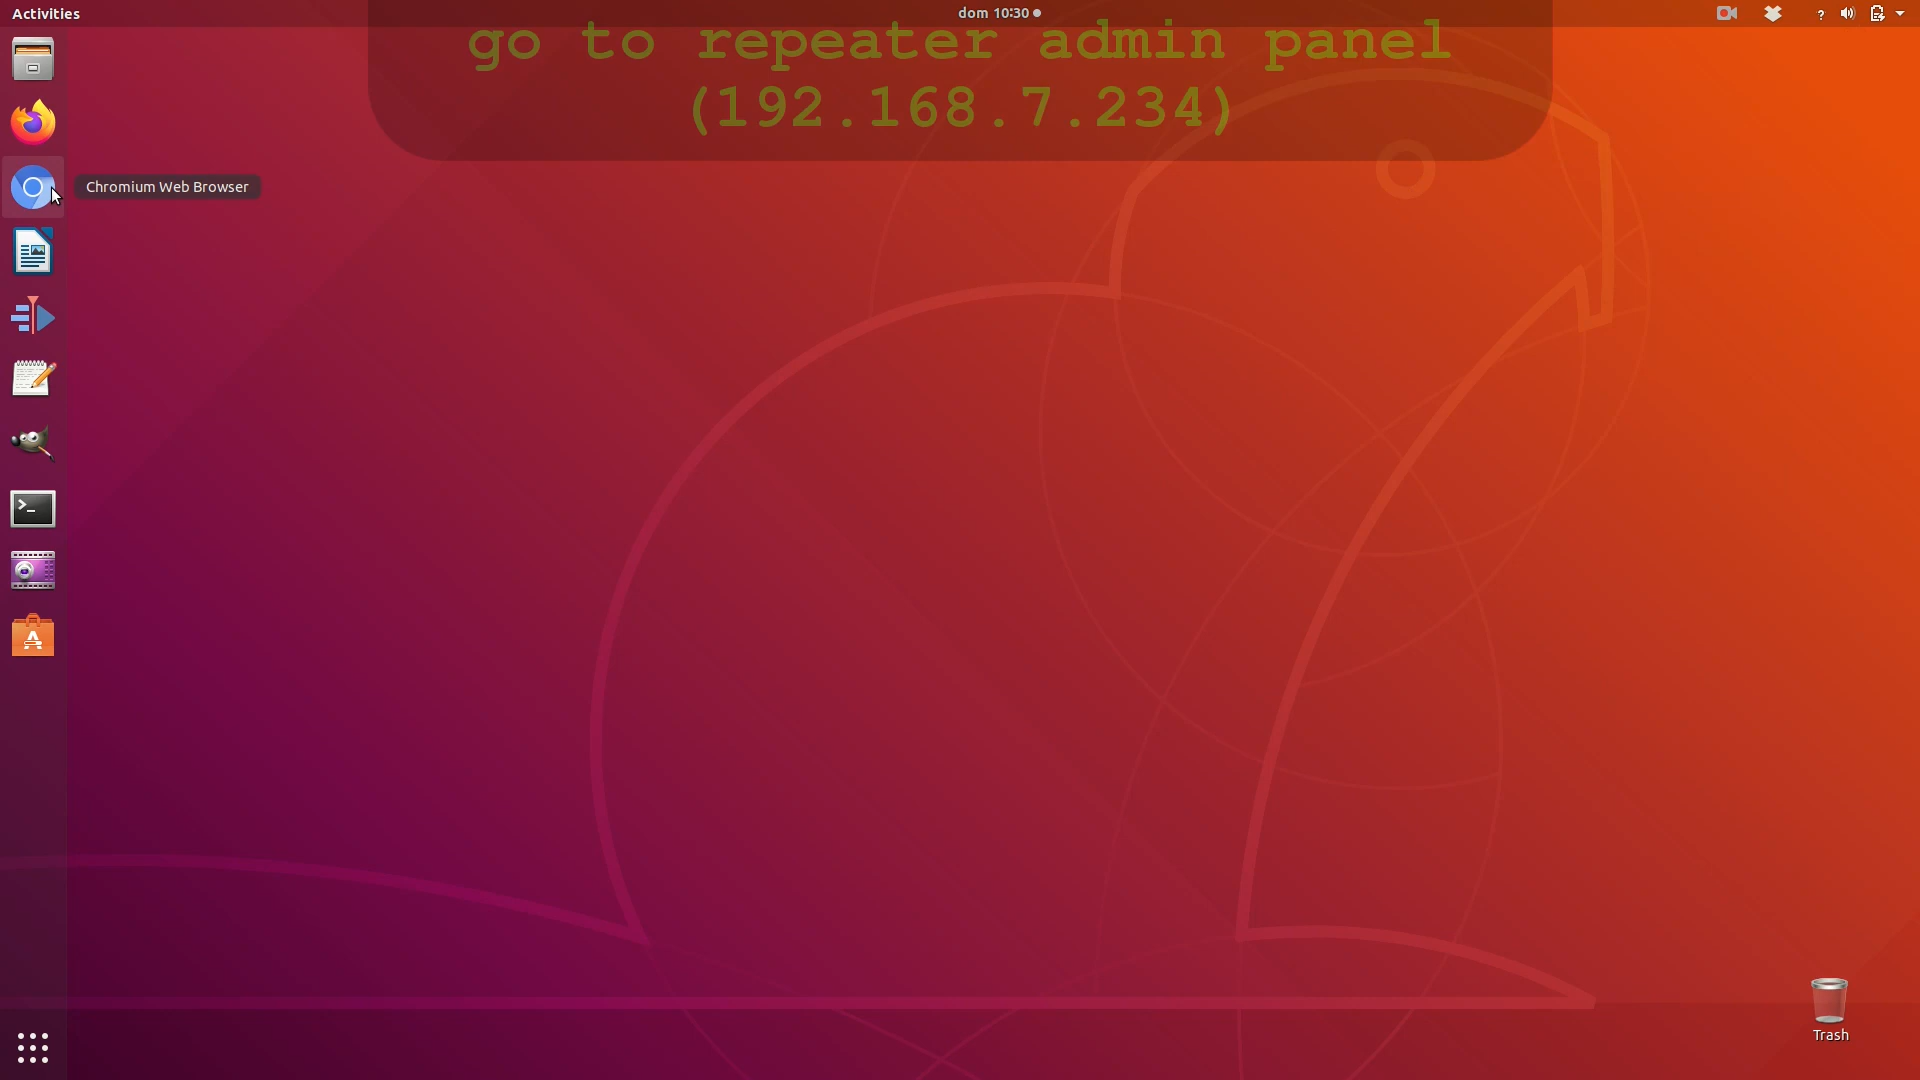 Activities
dom 10:30
go to repeater admin panel
(192.168.7.234)
Chromium Web Browser
Trash